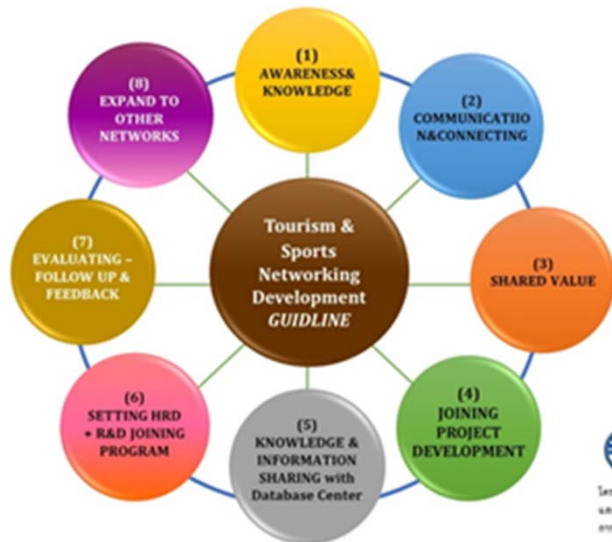 (1)
AWARENESS&
KNOWLEDGE
(2)
COMMUNICATIIO
N&CONNECTING
(3)
SHARED VALUE
(4)
JOINING
PROJECT
DEVELOPMENT
(5)
KNOWLEDGE &
INFORMATION
SHARING with
Database Center
(6)
SETTING HRD
+ R&D JOINING
PROGRAM
(7)
EVALUATING –
FOLLOW UP &
FEEDBACK
(8)
EXPAND TO
OTHER
NETWORKS
Tourism &
Sports
Networking
Development
GUIDLINE